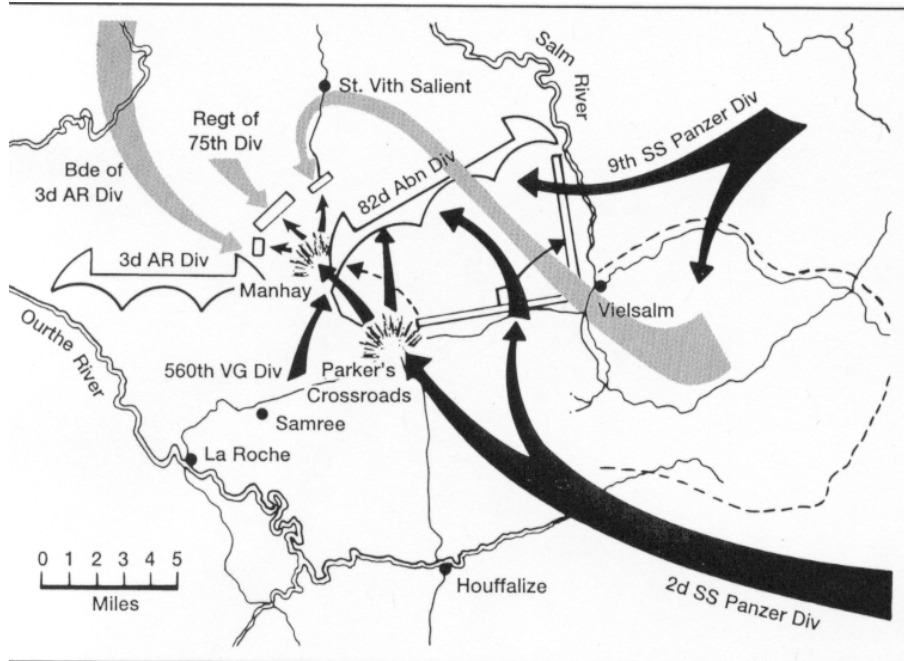 Salm
River
St. Vith Salient
Regt of
75th Div
9th SS Panzer Div
Bde of
3d AR Div
82d Abn Div
3d AR Div
Manhay
Vielsalm
Ourthe River
560th VG Div
Parker's
Crossroads
Samree
La Roche
0 1 2 3 4 5
Miles
Houffalize
2d SS Panzer Div